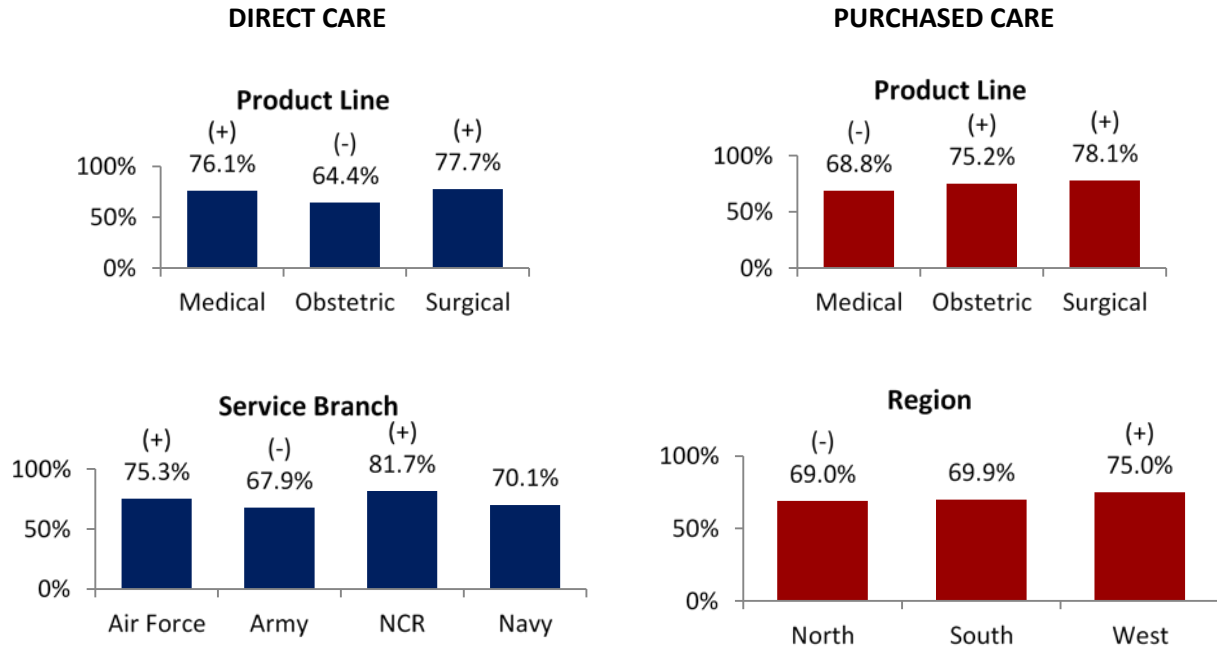 DIRECT CARE
PURCHASED CARE
Product Line
(+)
(-)
(+)
76.1%
64.4%
77.7%
100%
50%
0%
Medical
Obstetric
Surgical
Product Line
(-)
(+)
(+)
68.8%
75.2%
78.1%
100%
50%
0%
Medical
Obstetric
Surgical
Service Branch
(+)
(-)
(+)
75.3%
67.9%
81.7%
70.1%
100%
50%
0%
Air Force
Army
NCR
Navy
Region
(-)
(+)
69.0%
69.9%
75.0%
100%
50%
0%
North
South
West